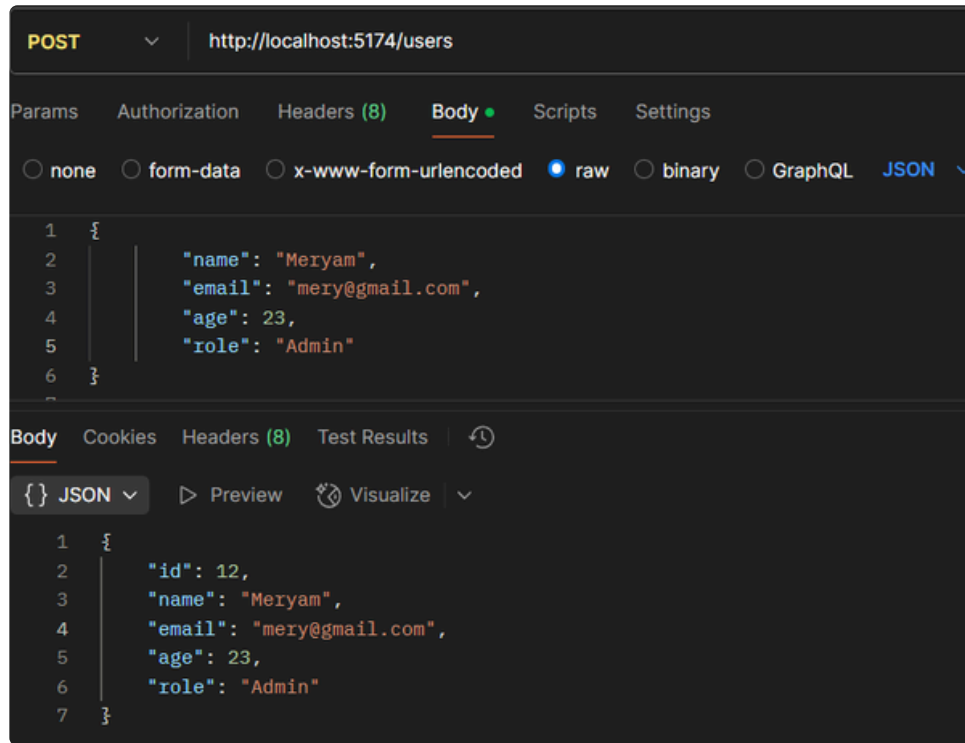 POST http://localhost:5174/users
Params Authorization Headers (8) Body Scripts Settings
none form-data x-www-form-urlencoded raw binary GraphQL JSON
1 {
2 "name": "Meryam",
3 "email": "mery@gmail.com",
4 "age": 23,
5 "role": "Admin"
6 }
Body Cookies Headers (8) Test Results
{} JSON Preview Visualize
1 {
2 "id": 12,
3 "name": "Meryam",
4 "email": "mery@gmail.com",
5 "age": 23,
6 "role": "Admin"
7 }